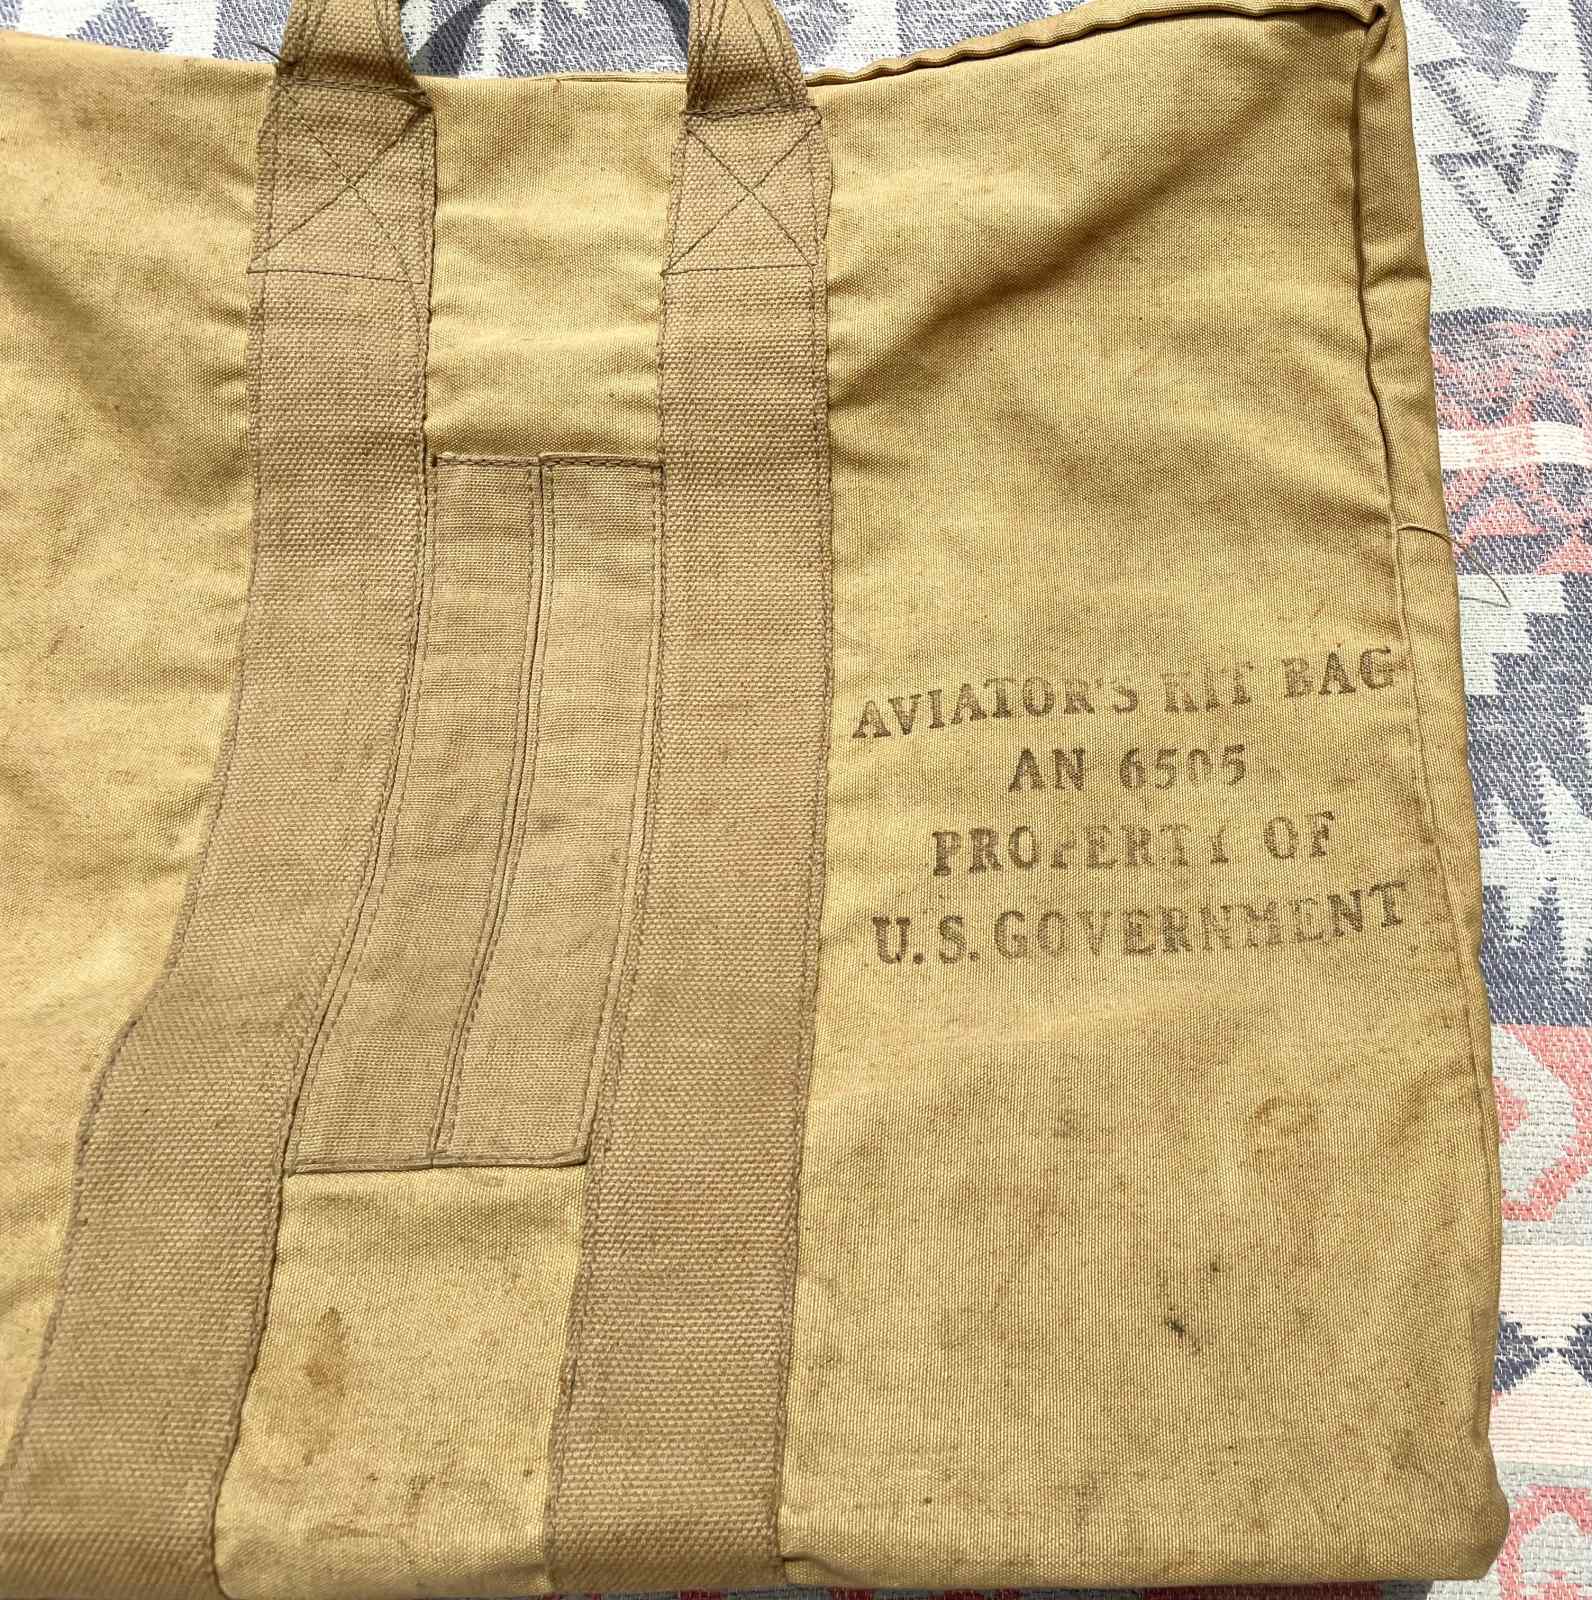 AVIATOR'S KIT BAG
AN 6505
PROPERTY OF
U.S. GOVERNMENT